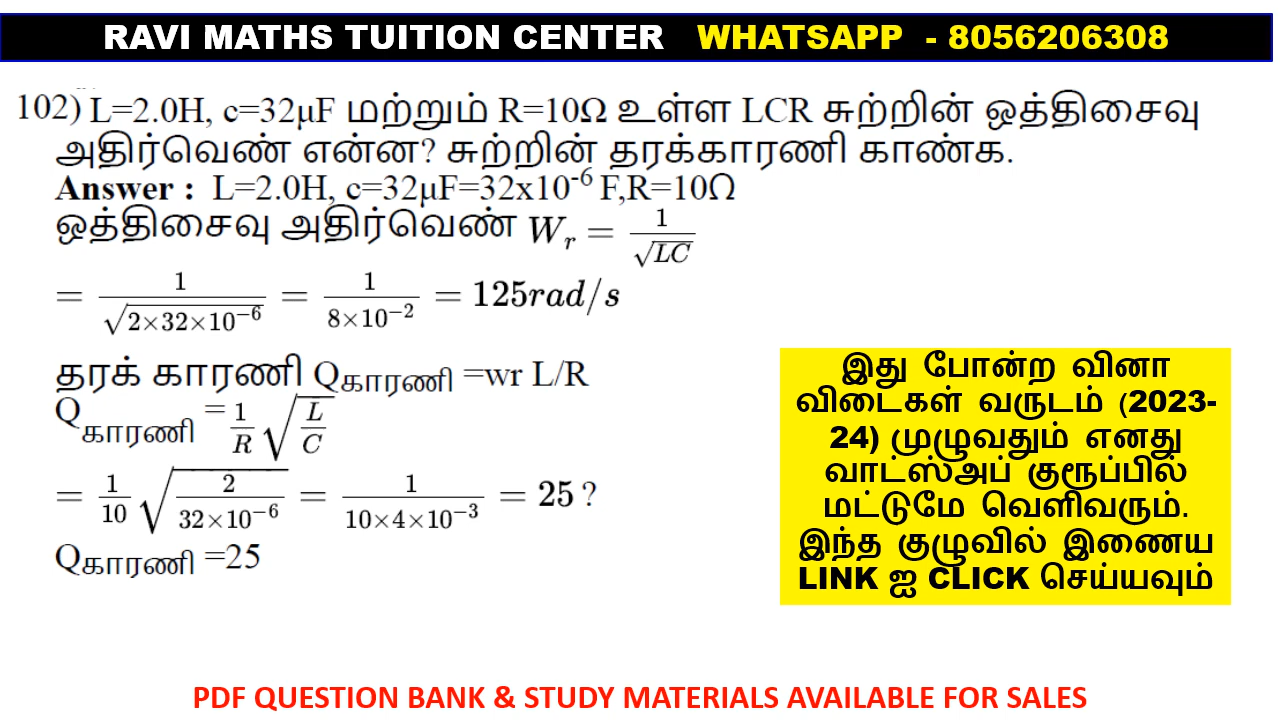 RAVI MATHS TUITION CENTER WHATSAPP - 8056206308
102) L=2.0H, c=32μF மற்றும் R=10Ω உள்ள LCR சுற்றின் ஒத்திசைவு
அதிர்வெண் என்ன? சுற்றின் தரக்காரணி காண்க.
Answer : L=2.0H, c=32μF=32x10⁻⁶ F,R=10Ω
ஒத்திசைவு அதிர்வெண் Wᵣ = 1/√LC
= 1/√(2×32×10⁻⁶) = 1/(8×10⁻²) = 125rad/s
தரக் காரணி Qகாரணி =wr L/R
Qகாரணி = 1/R √(L/C)
= 1/10 √(2/(32×10⁻⁶)) = 1/(10×4×10⁻³) = 25 ?
Qகாரணி =25
இது போன்ற வினா
விடைகள் வருடம் (2023-
24) முழுவதும் எனது
வாட்ஸ்அப் குரூப்பில்
மட்டுமே வெளிவரும்.
இந்த குழுவில் இணைய
LINK ஐ CLICK செய்யவும்
PDF QUESTION BANK & STUDY MATERIALS AVAILABLE FOR SALES